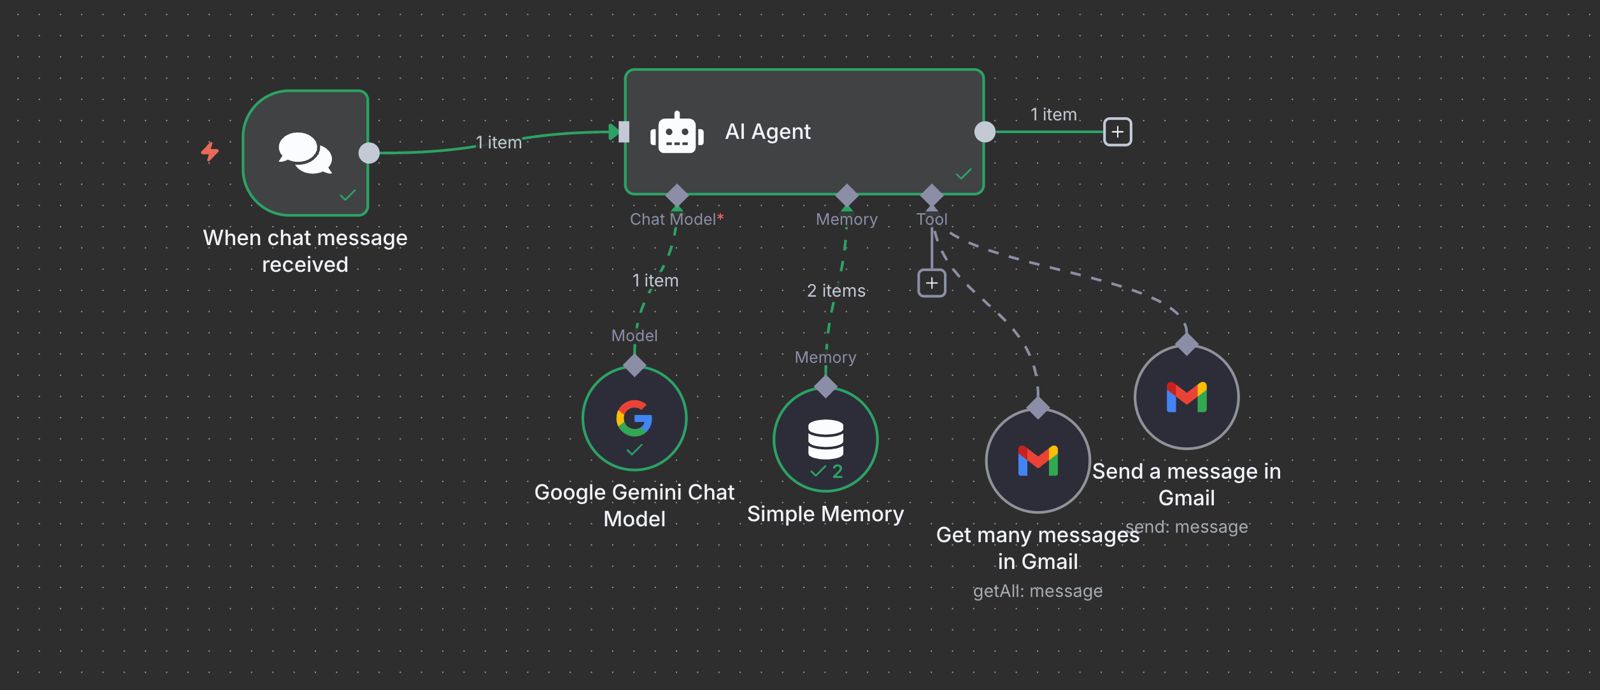 1 item
AI Agent
1 item
When chat message
received
Chat Model*
Memory
Tool
1 item
2 items
Model
Memory
Google Gemini Chat
Model
2
Simple Memory
Get many messages
in Gmail
getAll: message
Send a message in
Gmail
send: message